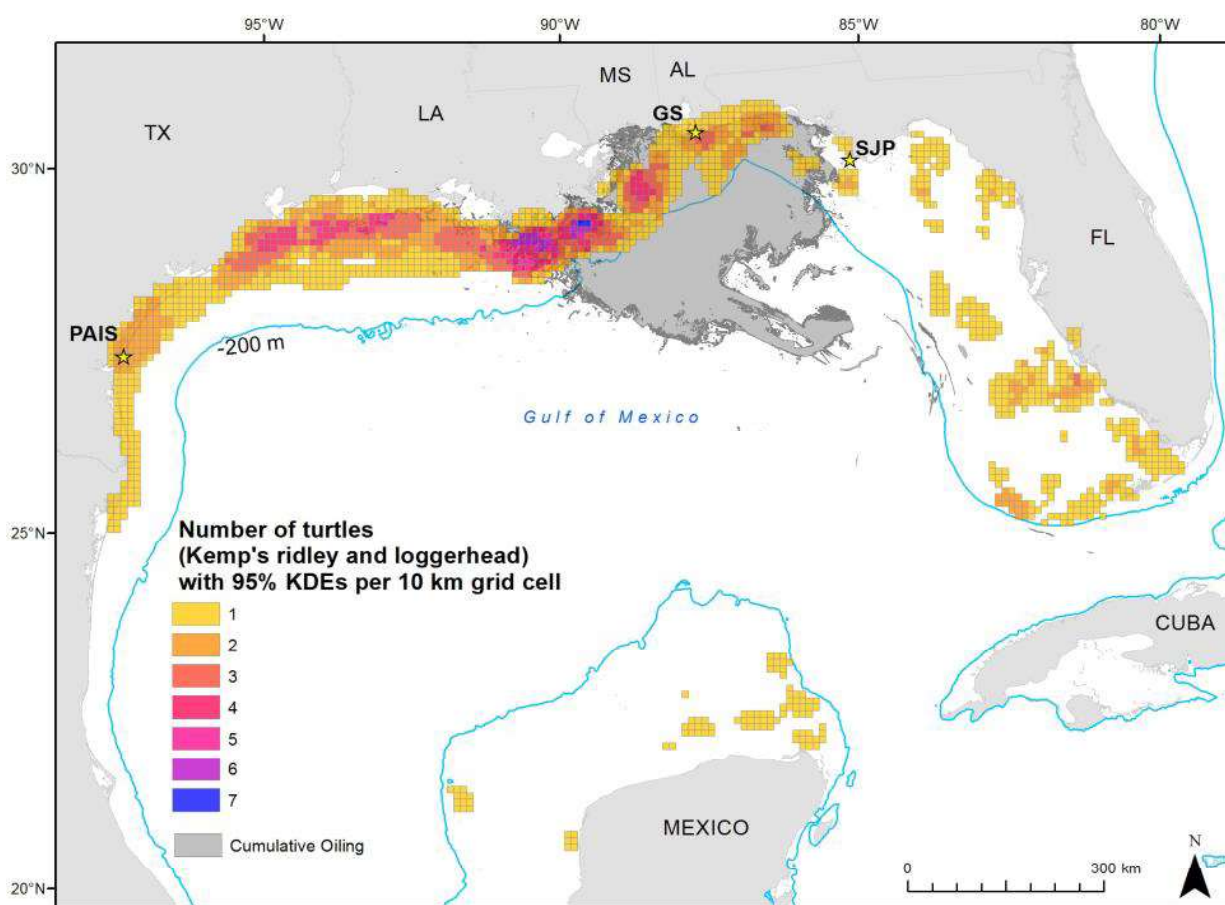 95°W
90°W
85°W
80°W
MS
AL
TX
LA
GS
SJP
30°N
FL
PAIS
-200 m
Gulf of Mexico
25°N
Number of turtles
(Kemp's ridley and loggerhead)
with 95% KDEs per 10 km grid cell
1
2
3
4
5
6
7
Cumulative Oiling
CUBA
MEXICO
N
0
300 km
20°N